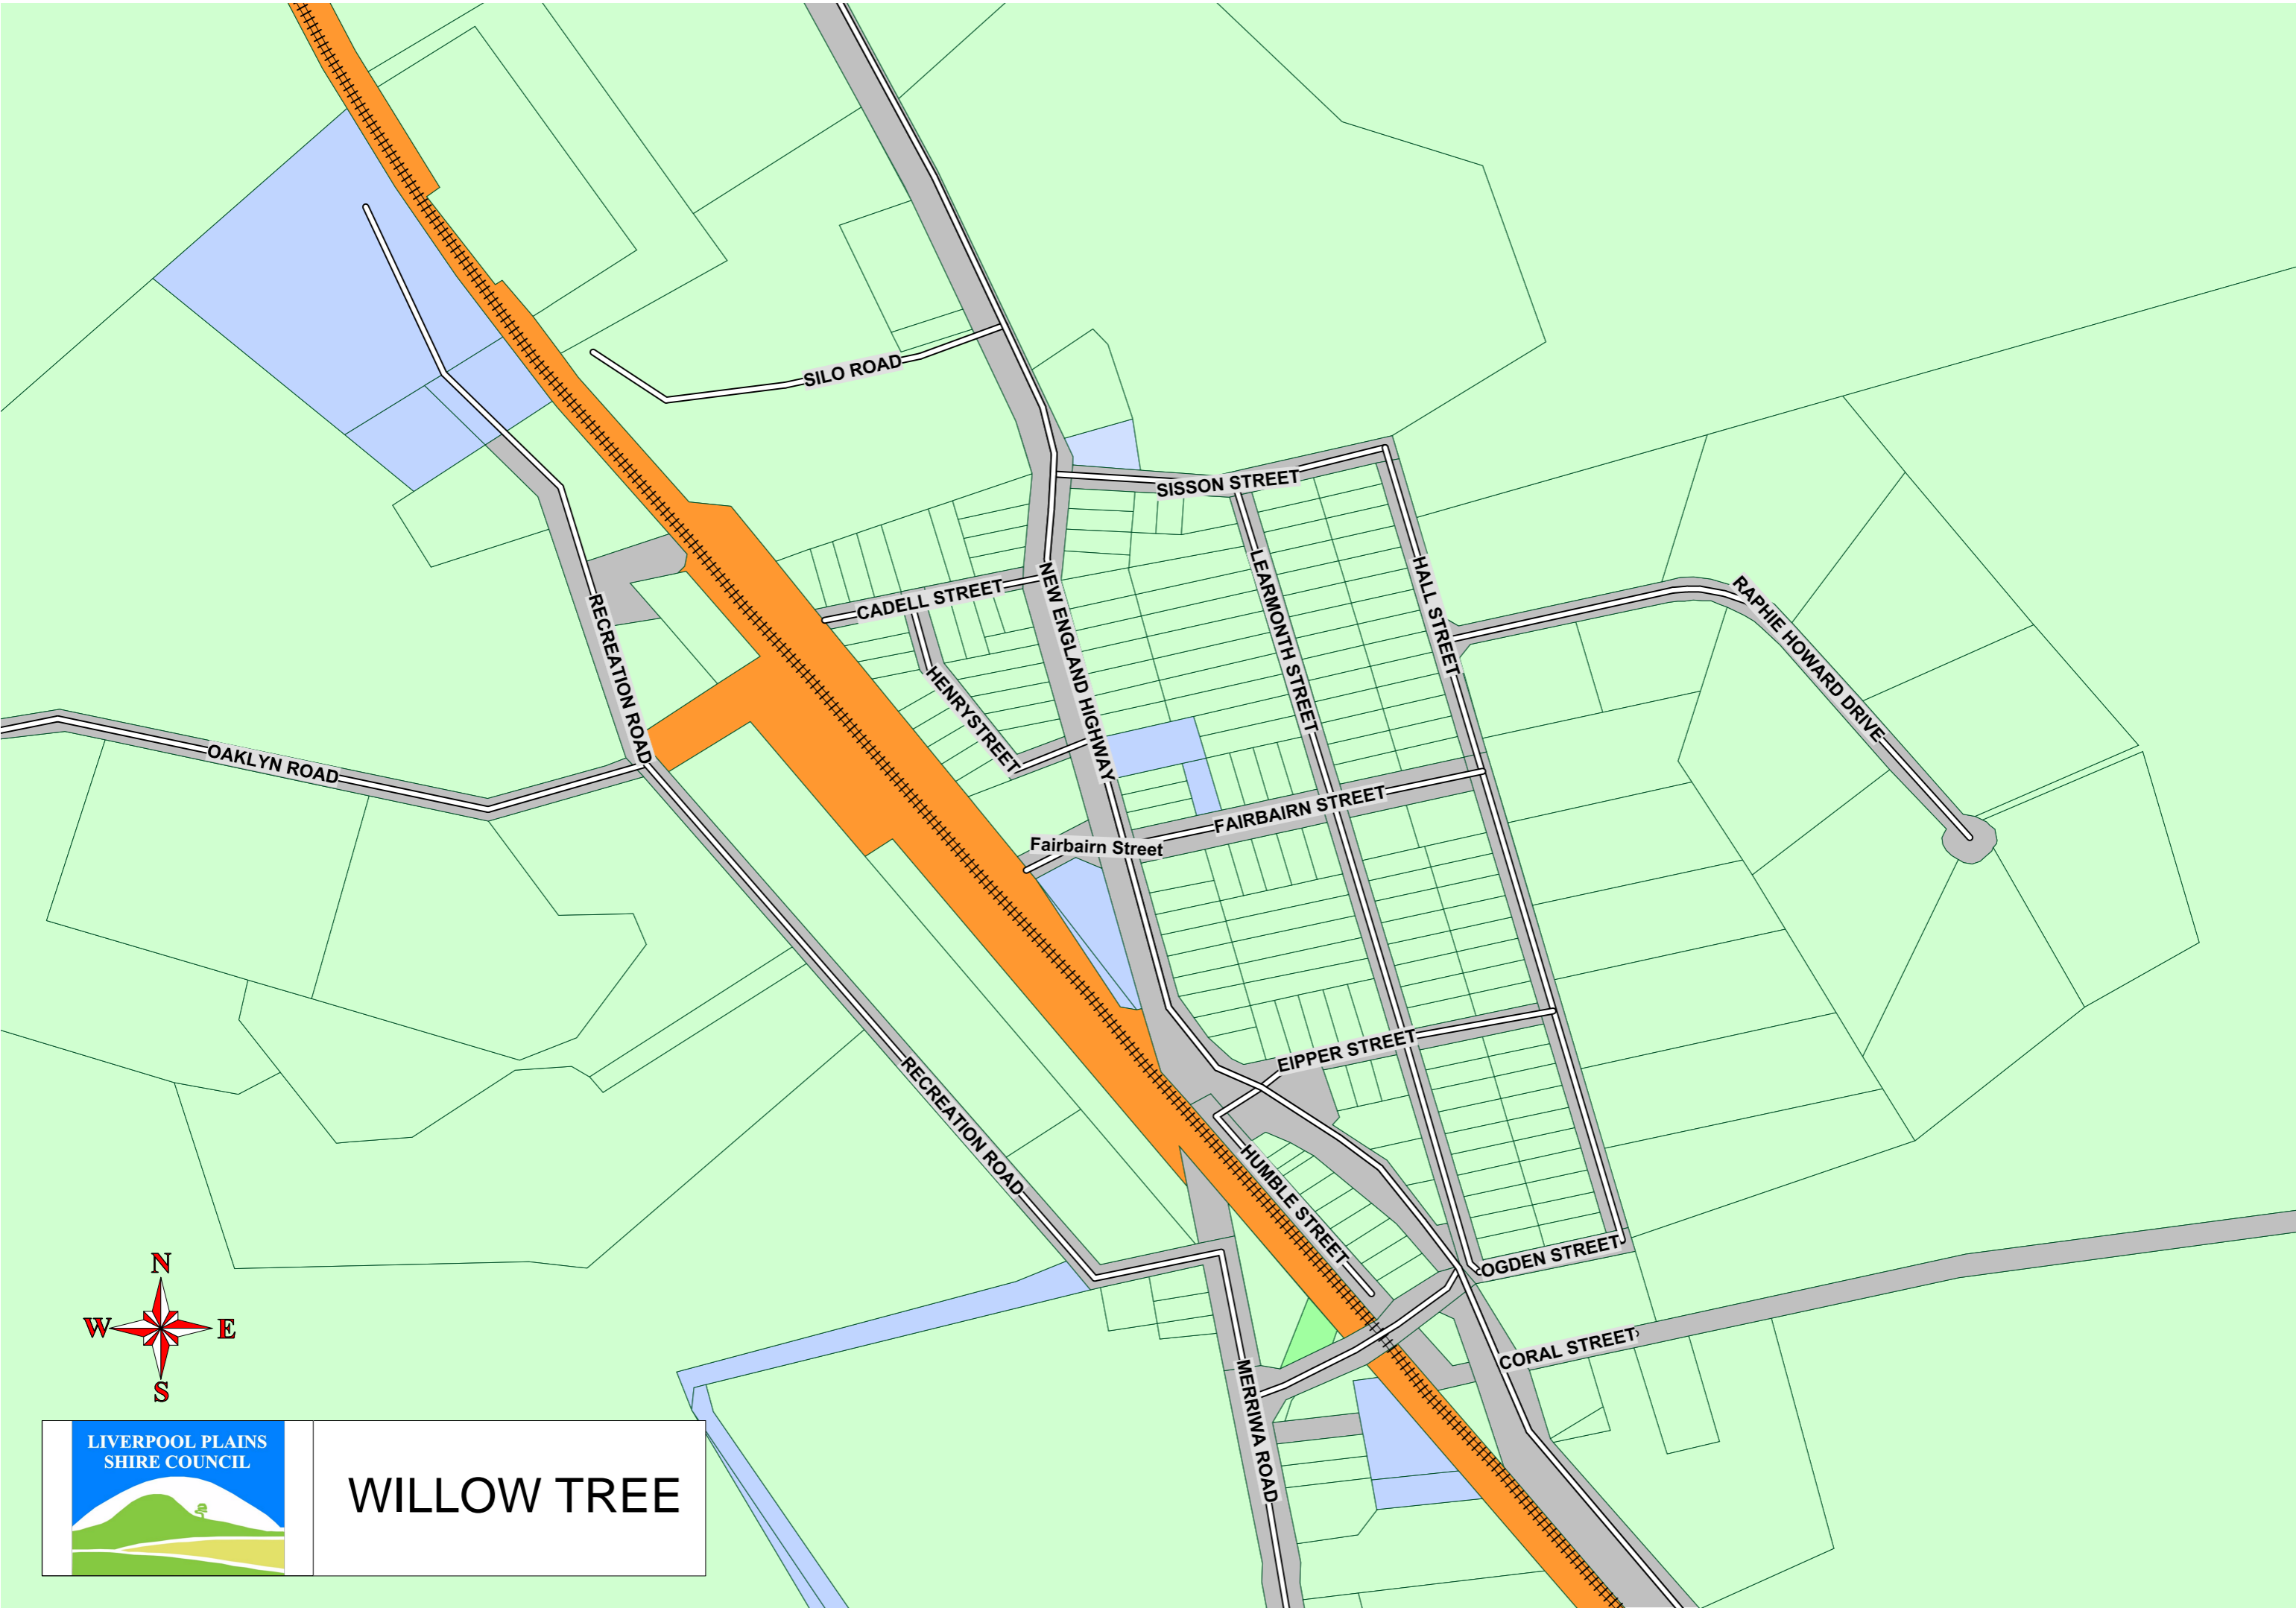 SILO ROAD
SISSON STREET
CADELL STREET
NEW ENGLAND HIGHWAY
LEARMONTH STREET
HALL STREET
RAPHIE HOWARD DRIVE
RECREATION ROAD
HENRYSTREET
OAKLYN ROAD
FAIRBAIRN STREET
Fairbairn Street
EIPPER STREET
RECREATION ROAD
HUMBLE STREET
OGDEN STREET
CORAL STREET
MERRIWA ROAD
N
W
E
S
LIVERPOOL PLAINS
SHIRE COUNCIL
WILLOW TREE